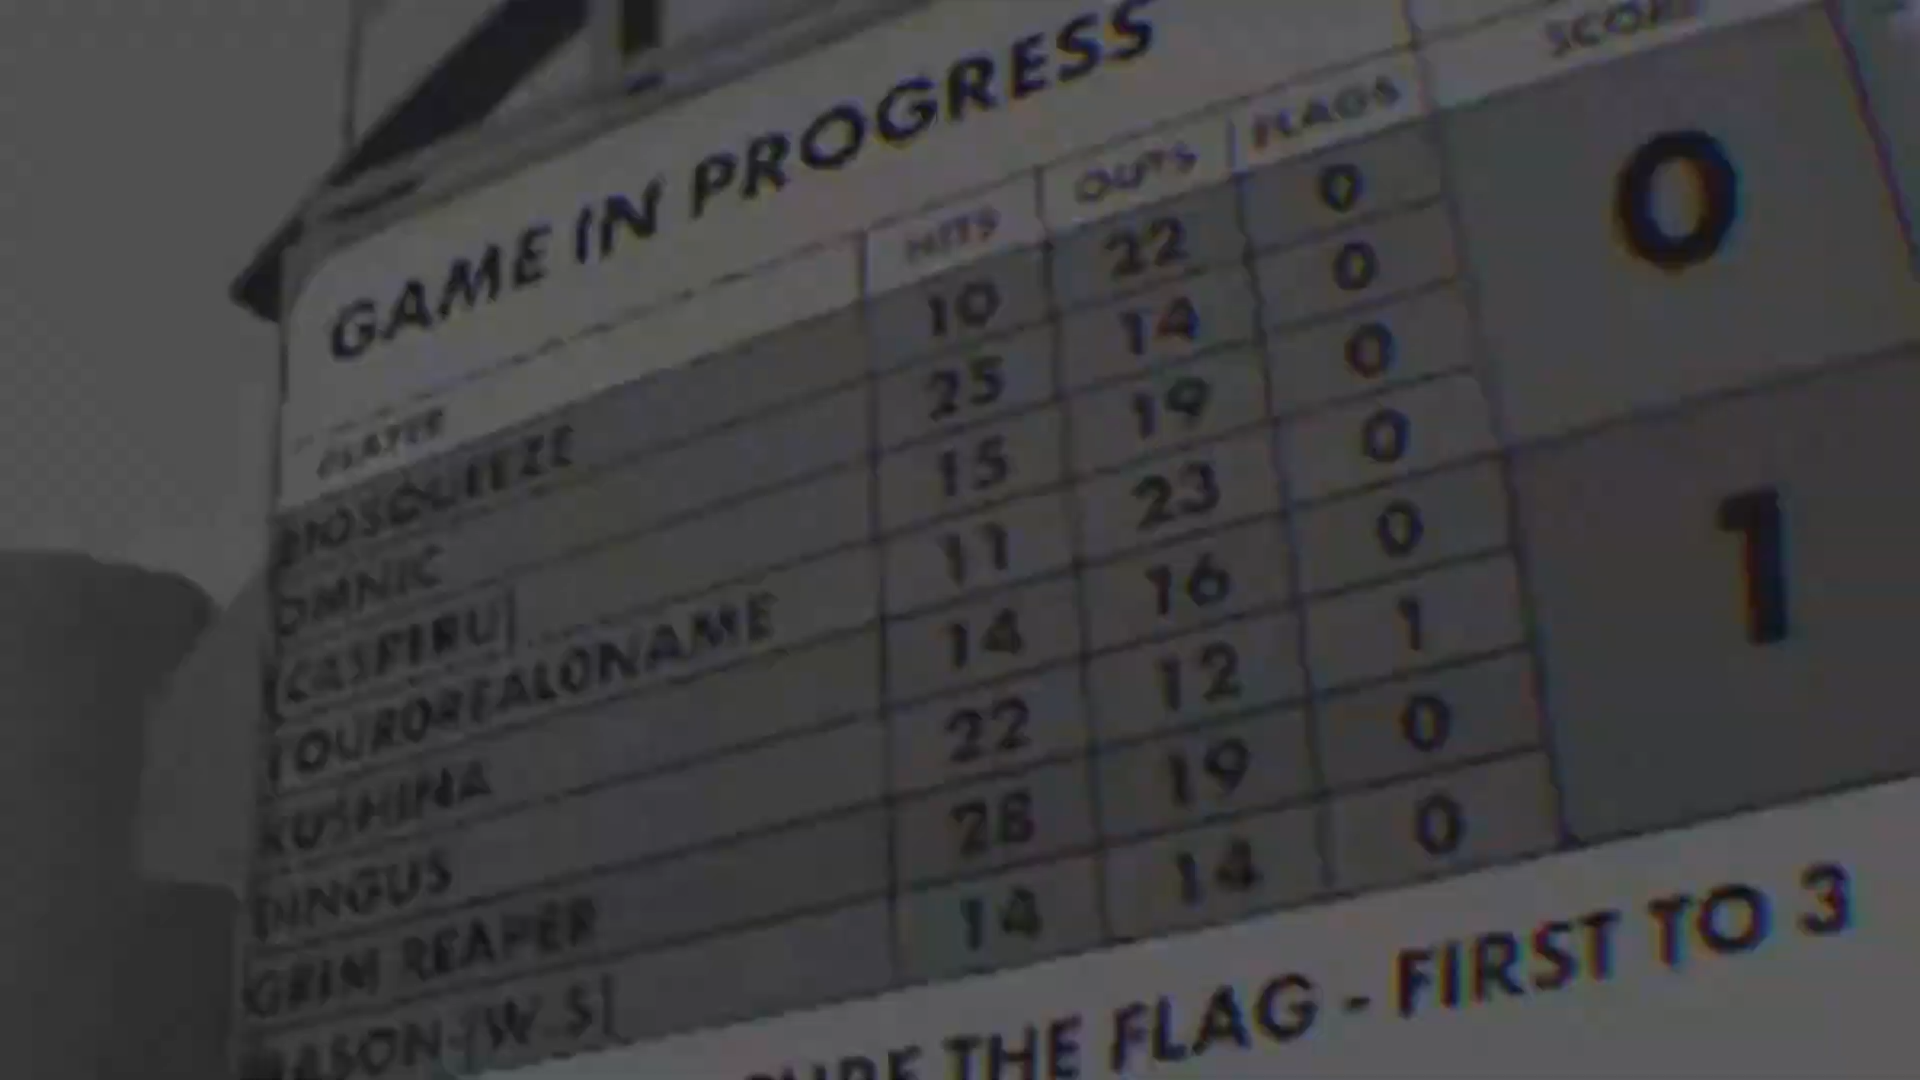 GAME IN PROGRESS
PLAYER HITS OUTS FLAGS SCORE
10 22 0 0
25 14 0
[CASPIRU] 15 19 0
11 23 0
KUSHINA 14 16 0 1
DINGUS 22 12 1
GRIM REAPER 28 19 0
14 14 0
THE FLAG - FIRST TO 3